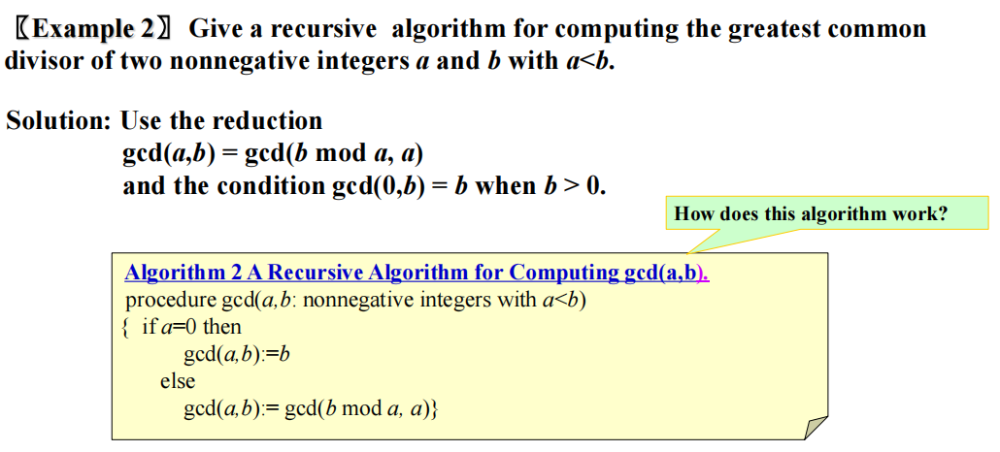 〖Example 2〗 Give a recursive algorithm for computing the greatest common
divisor of two nonnegative integers a and b with a<b.
Solution: Use the reduction
gcd(a,b) = gcd(b mod a, a)
and the condition gcd(0,b) = b when b > 0.
How does this algorithm work?
Algorithm 2 A Recursive Algorithm for Computing gcd(a,b).
procedure gcd(a,b: nonnegative integers with a<b)
{ if a=0 then
gcd(a,b):=b
else
gcd(a,b):= gcd(b mod a, a)}